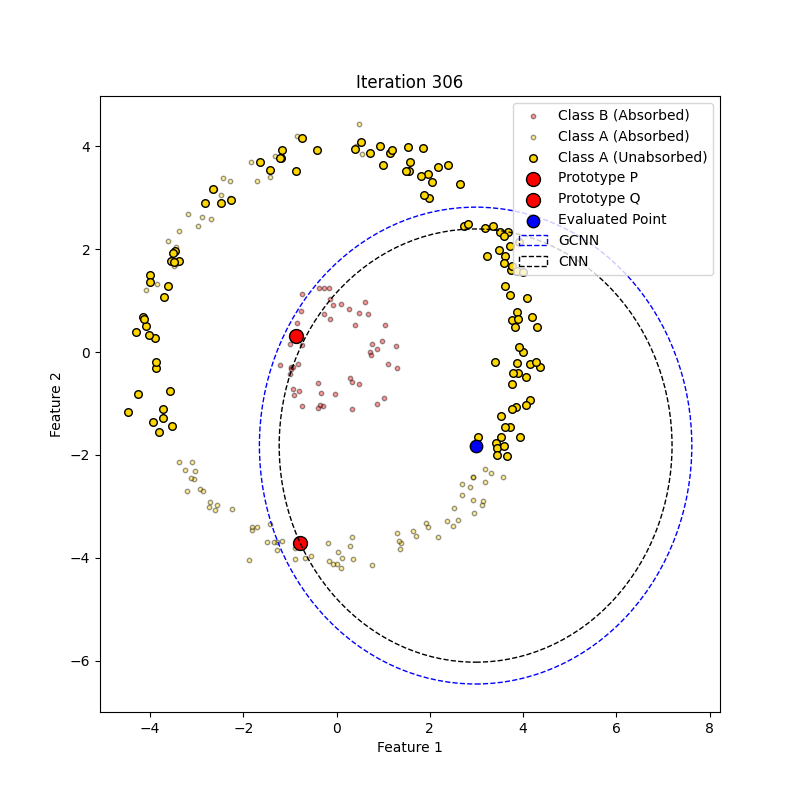 Iteration 306
Class B (Absorbed)
Class A (Absorbed)
Class A (Unabsorbed)
Prototype P
Prototype Q
Evaluated Point
GCNN
CNN
4
2
0
−2
−4
−6
Feature 2
−4
−2
0
2
4
6
8
Feature 1